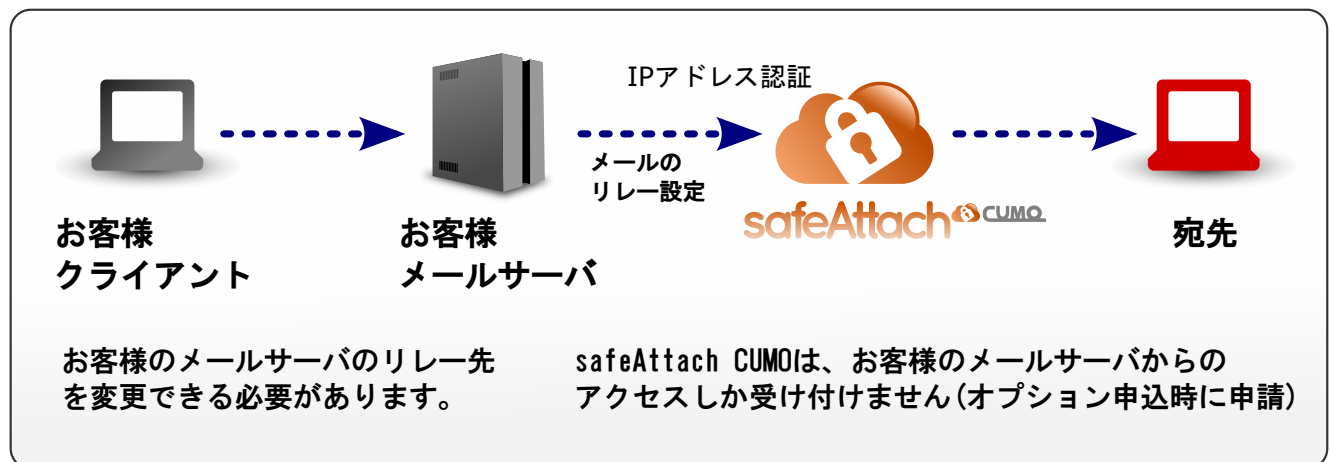 IPアドレス認証
メールの
リレー設定
safeAttach CUMO
お客様
クライアント
お客様
メールサーバ
宛先
お客様のメールサーバのリレー先
を変更できる必要があります。
safeAttach CUMOは、お客様のメールサーバからの
アクセスしか受け付けません(オプション申込時に申請)